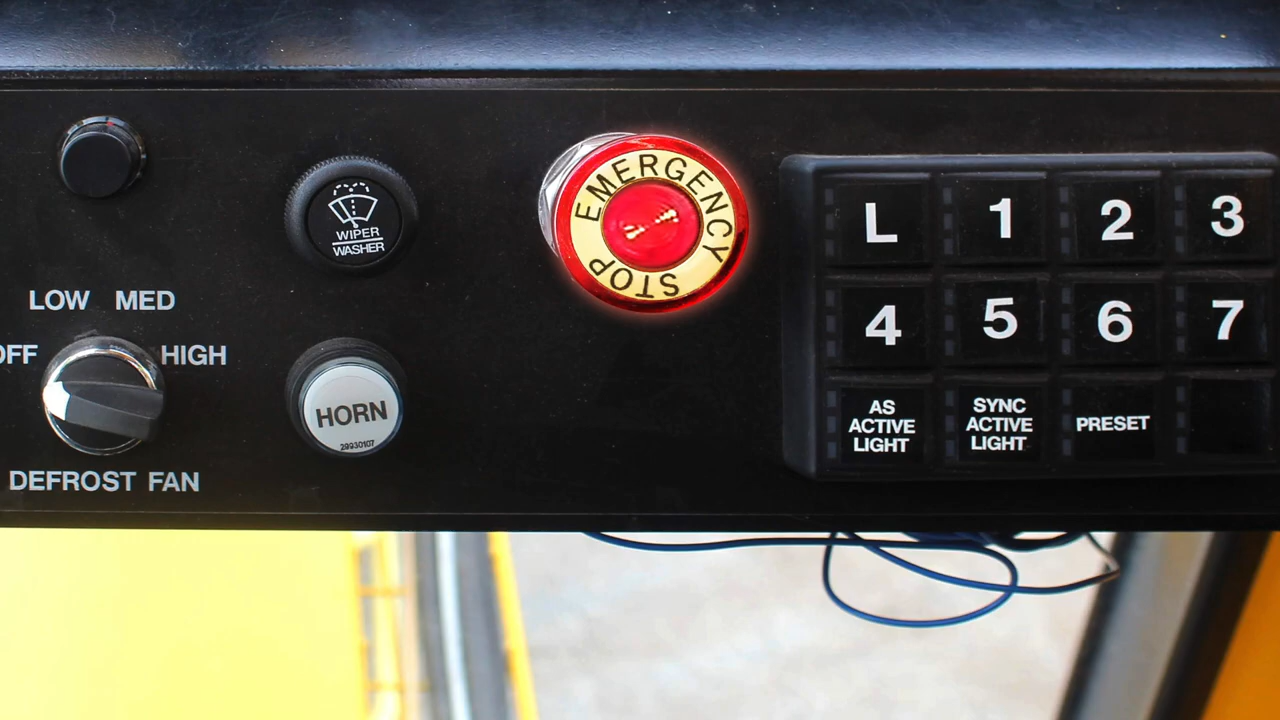 EMERGENCY
STOP
WIPER
WASHER
L 1 2 3
4 5 6 7
LOW MED
OFF HIGH
DEFROST FAN
HORN
29930107
AS
ACTIVE
LIGHT
SYNC
ACTIVE
LIGHT
PRESET